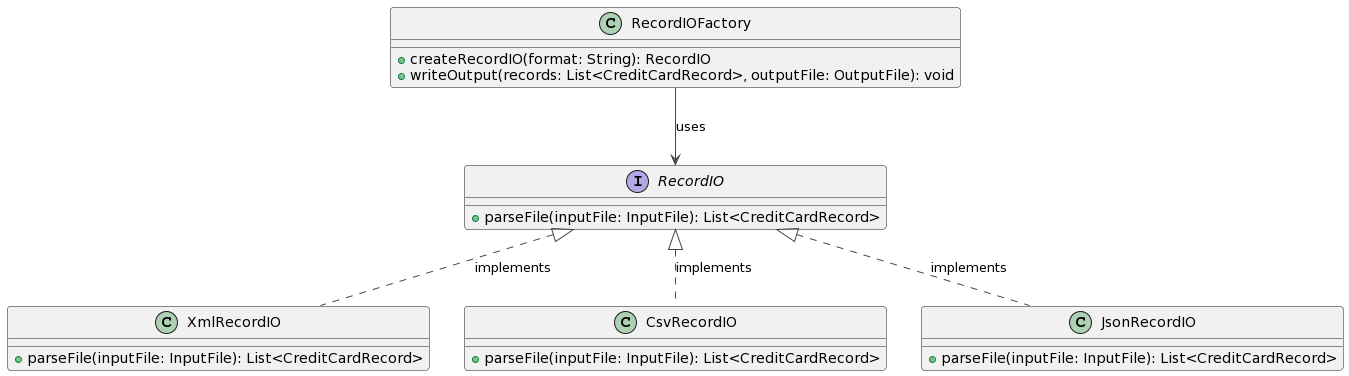 C RecordIOFactory
createRecordIO(format: String): RecordIO
writeOutput(records: List<CreditCardRecord>, outputFile: OutputFile): void
uses
I RecordIO
parseFile(inputFile: InputFile): List<CreditCardRecord>
implements
implements
implements
C XmlRecordIO
parseFile(inputFile: InputFile): List<CreditCardRecord>
C CsvRecordIO
parseFile(inputFile: InputFile): List<CreditCardRecord>
C JsonRecordIO
parseFile(inputFile: InputFile): List<CreditCardRecord>